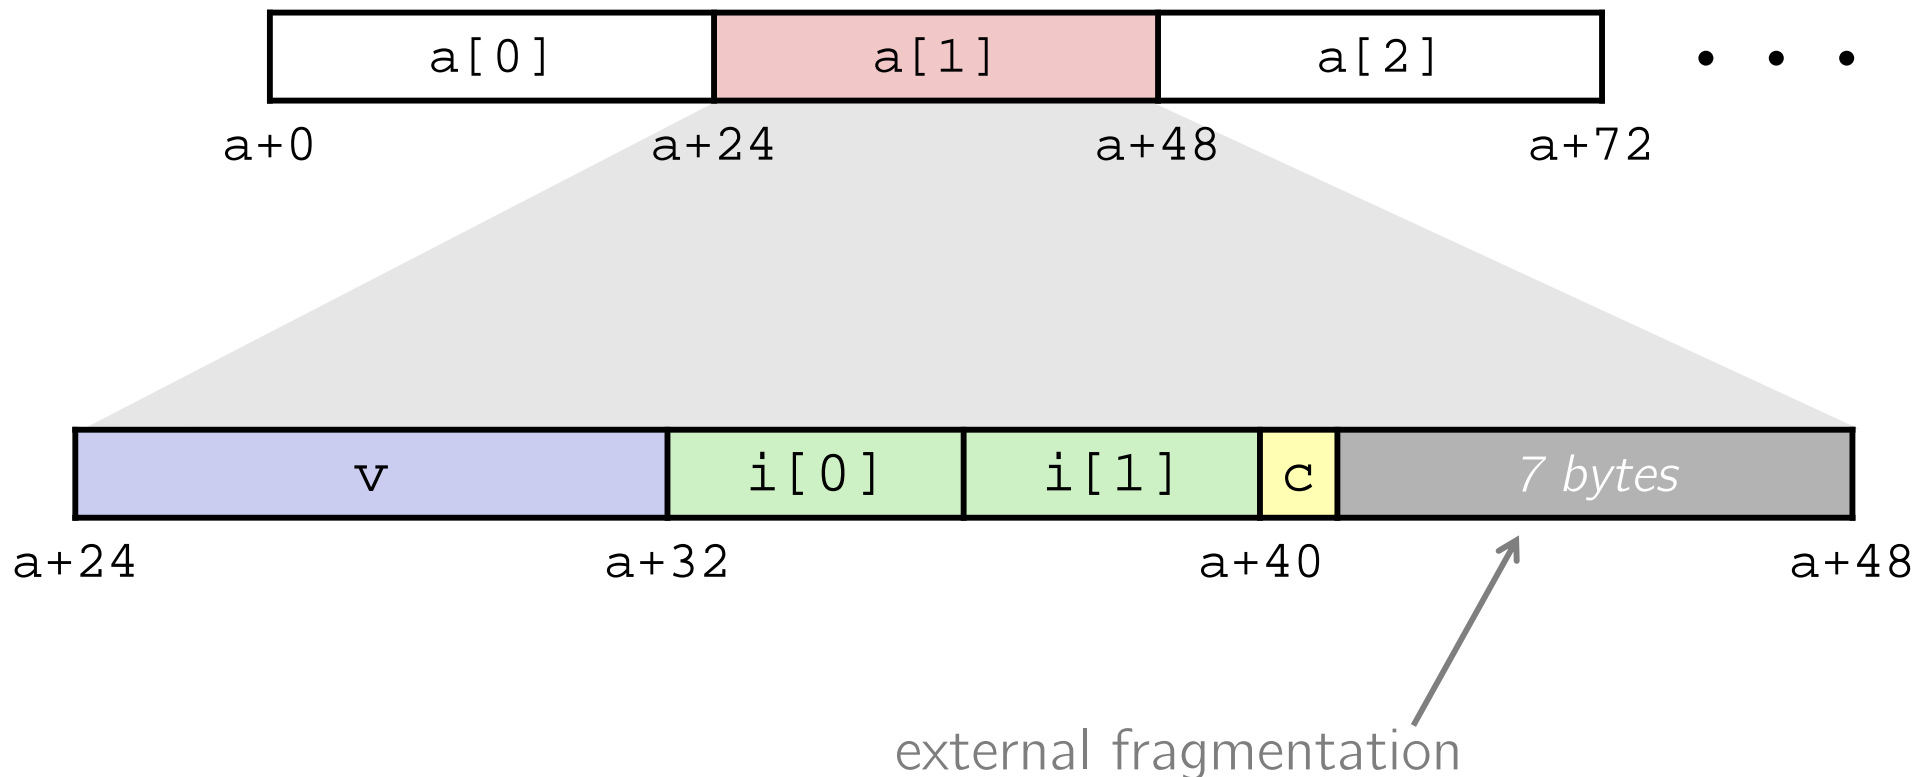 a[0] a[1] a[2] • • •
a+0 a+24 a+48 a+72
v i[0] i[1] c 7 bytes
a+24 a+32 a+40 a+48
external fragmentation